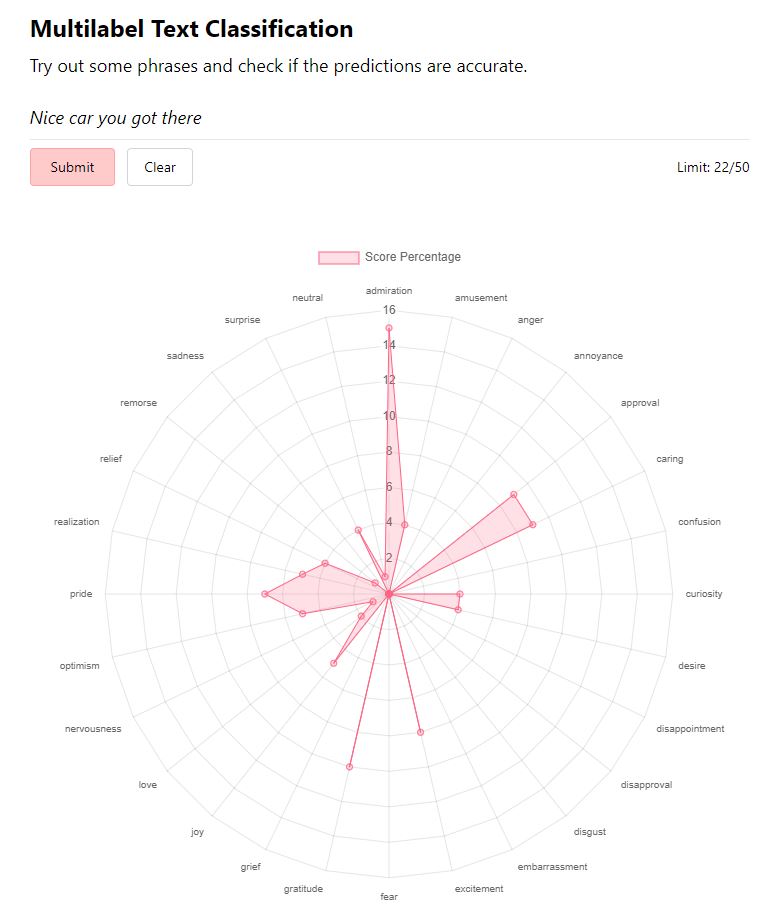 Multilabel Text Classification
Try out some phrases and check if the predictions are accurate.
Nice car you got there
Submit Clear Limit: 22/50
Score Percentage
admiration
neutral amusement
16
surprise anger
14
sadness annoyance
12
remorse approval
10
8
relief caring
6
realization confusion
4
2
pride curiosity
optimism desire
nervousness disappointment
love disapproval
joy disgust
grief embarrassment
gratitude excitement
fear